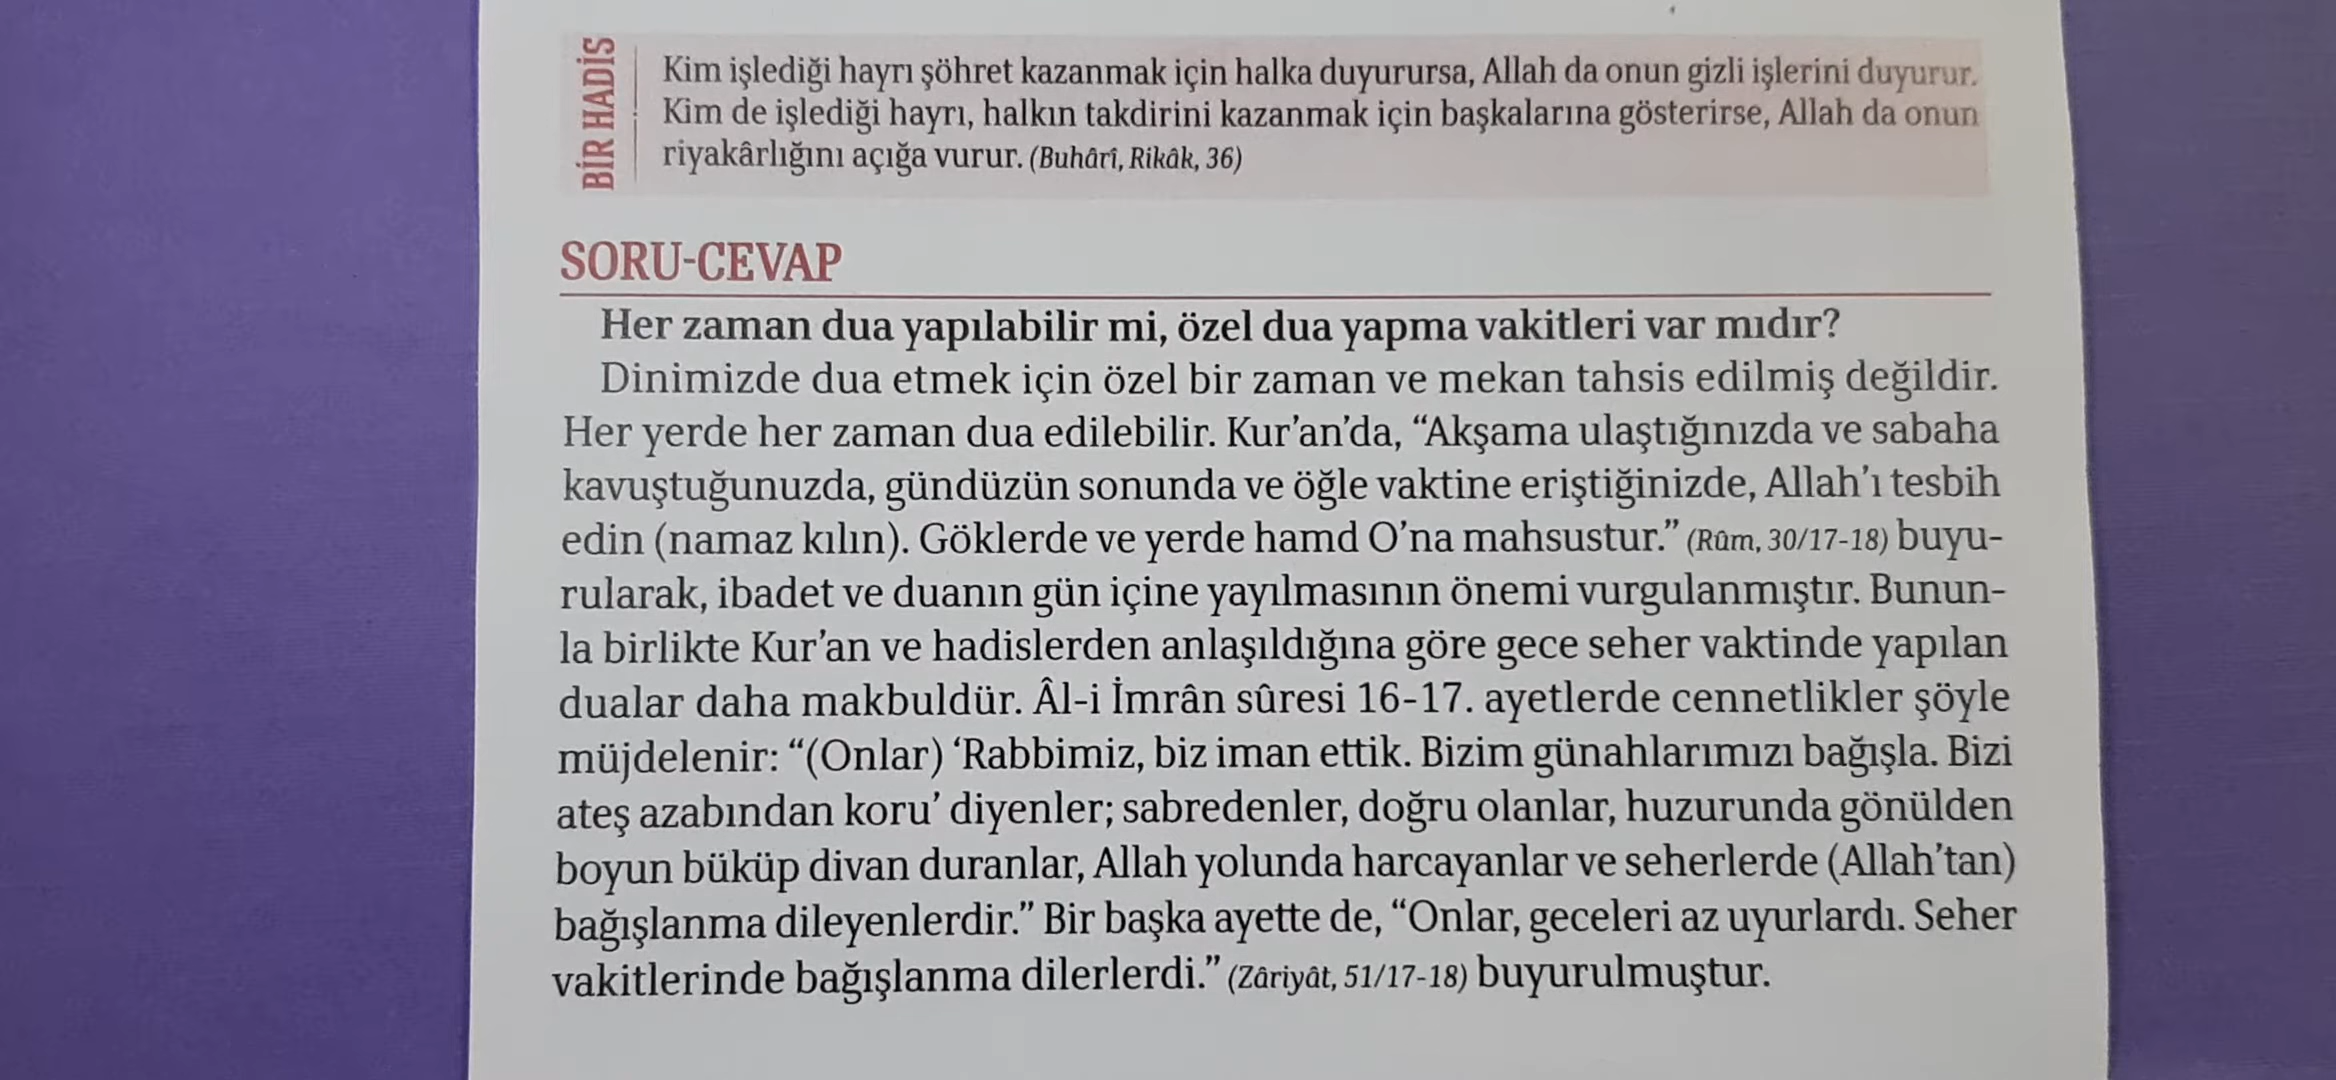 BİR HADİS
Kim işlediği hayrı şöhret kazanmak için halka duyurursa, Allah da onun gizli işlerini duyurur.
Kim de işlediği hayrı, halkın takdirini kazanmak için başkalarına gösterirse, Allah da onun
riyakârlığını açığa vurur. (Buhârî, Rikâk, 36)
SORU-CEVAP
Her zaman dua yapılabilir mi, özel dua yapma vakitleri var mıdır?
Dinimizde dua etmek için özel bir zaman ve mekan tahsis edilmiş değildir.
Her yerde her zaman dua edilebilir. Kur’an’da, “Akşama ulaştığınızda ve sabaha
kavuştuğunuzda, gündüzün sonunda ve öğle vaktine eriştiğinizde, Allah’ı tesbih
edin (namaz kılın). Göklerde ve yerde hamd O’na mahsustur.” (Rûm, 30/17-18) buyu-
rularak, ibadet ve duanın gün içine yayılmasının önemi vurgulanmıştır. Bunun-
la birlikte Kur’an ve hadislerden anlaşıldığına göre gece seher vaktinde yapılan
dualar daha makbuldür. Âl-i İmrân sûresi 16-17. ayetlerde cennetlikler şöyle
müjdelenir: “(Onlar) ‘Rabbimiz, biz iman ettik. Bizim günahlarımızı bağışla. Bizi
ateş azabından koru’ diyenler; sabredenler, doğru olanlar, huzurunda gönülden
boyun büküp divan duranlar, Allah yolunda harcayanlar ve seherlerde (Allah’tan)
bağışlanma dileyenlerdir.” Bir başka ayette de, “Onlar, geceleri az uyurlardı. Seher
vakitlerinde bağışlanma dilerlerdi.” (Zâriyât, 51/17-18) buyurulmuştur.